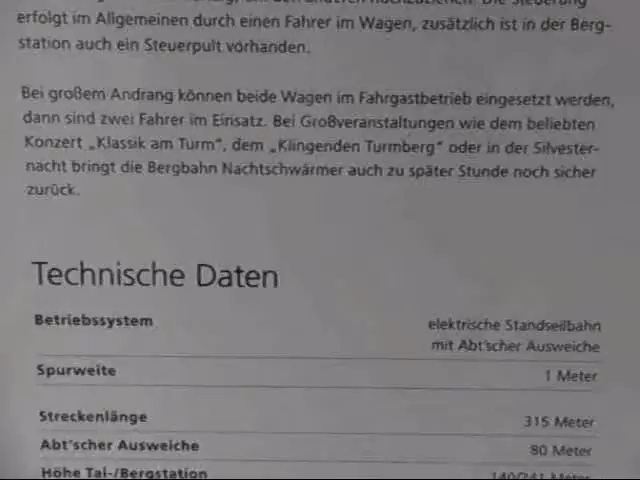 erfolgt im Allgemeinen durch einen Fahrer im Wagen, zusätzlich ist in der Berg-
station auch ein Steuerpult vorhanden.
Bei großem Andrang können beide Wagen im Fahrgastbetrieb eingesetzt werden,
dann sind zwei Fahrer im Einsatz. Bei Großveranstaltungen wie dem beliebten
Konzert „Klassik am Turm", dem „Klingenden Turmberg" oder in der Silvester-
nacht bringt die Bergbahn Nachtschwärmer auch zu später Stunde noch sicher
zurück.
Technische Daten
Betriebssystem elektrische Standseilbahn
mit Abt'scher Ausweiche
Spurweite 1 Meter
Streckenlänge 315 Meter
Abt'scher Ausweiche 80 Meter
Höhe Tal-/Bergstation 140/241 Meter